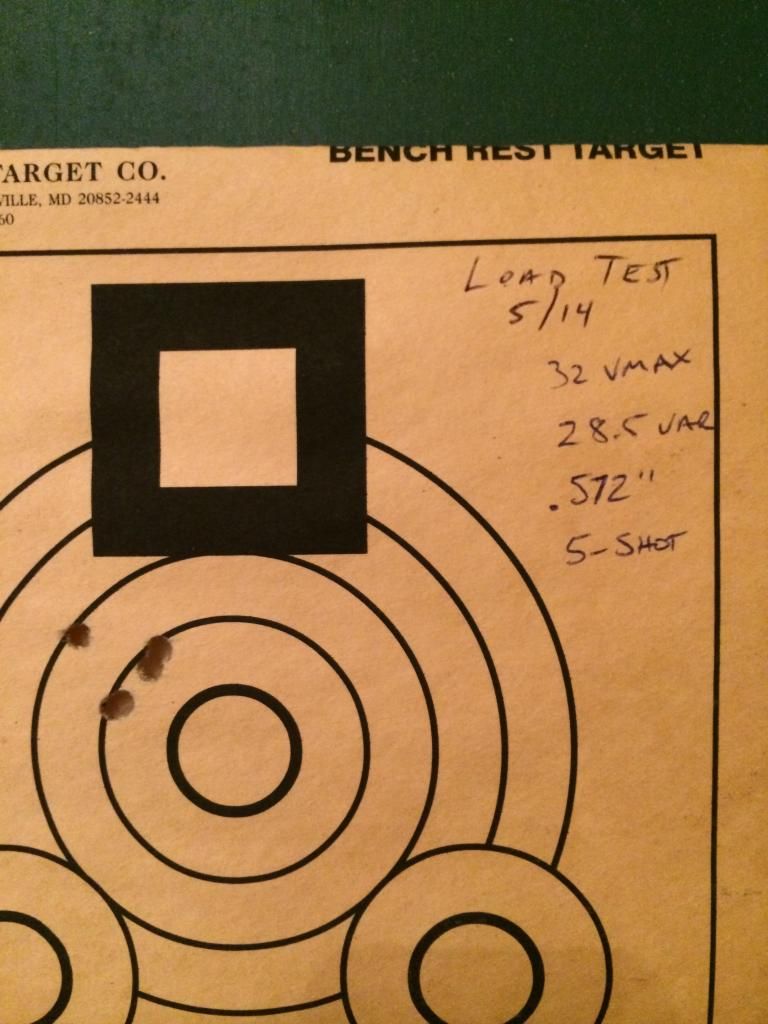 TARGET CO.
VILLE, MD 20852-2444
60
BENCH REST TARGET
LOAD TEST
5/14
32 VMAX
28.5 VAR
.572"
5-SHOT